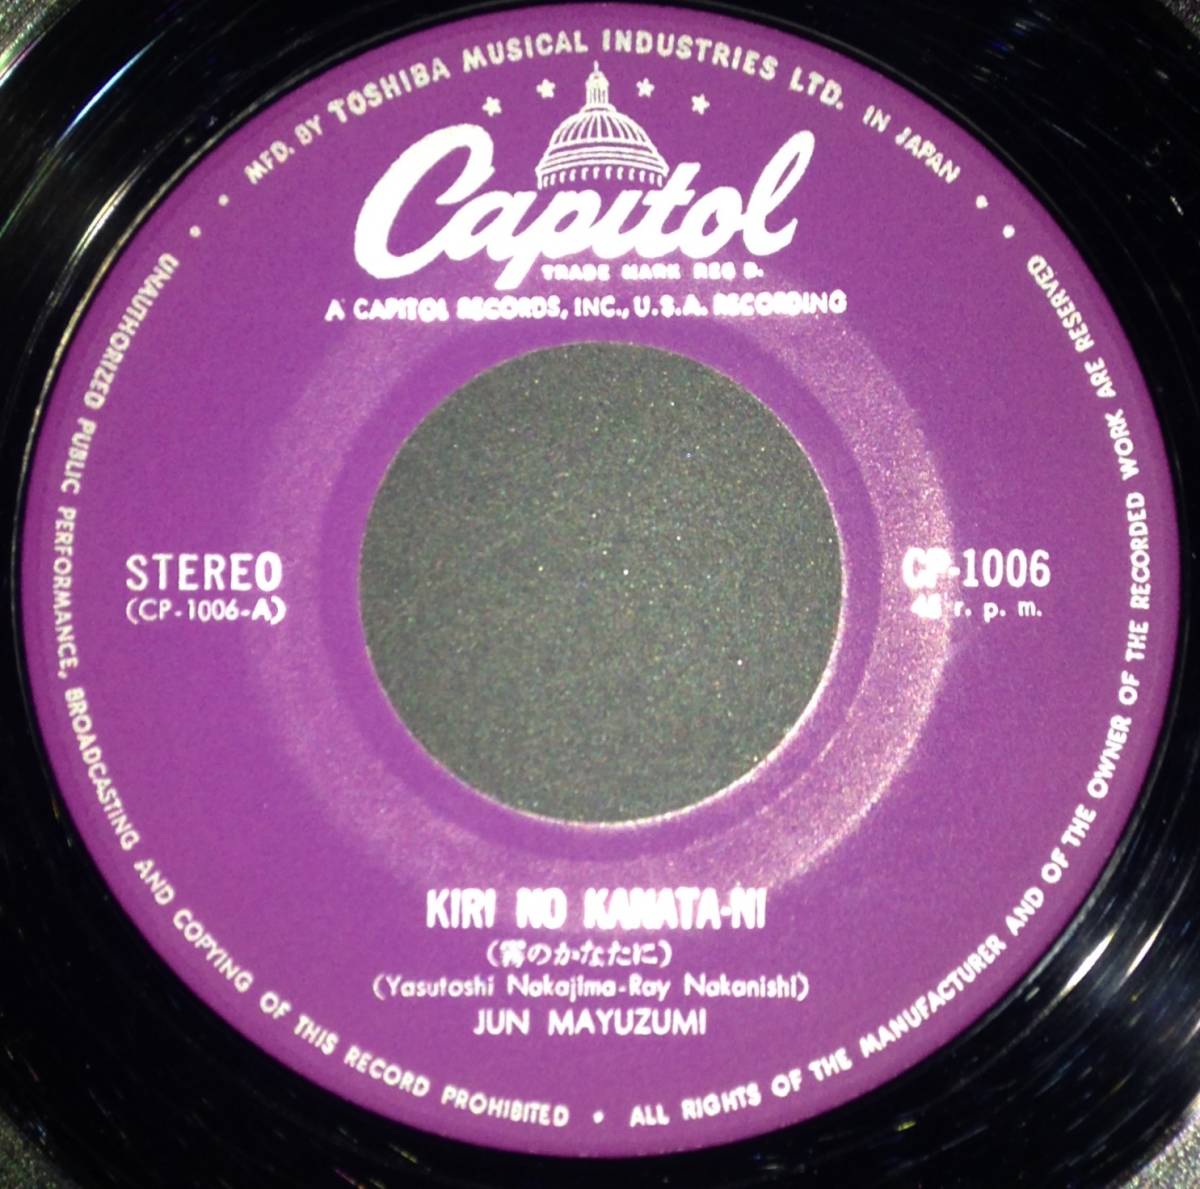 MFD. BY TOSHIBA MUSICAL INDUSTRIES LTD. IN JAPAN
Capitol
TRADE MARK REG'D.
A CAPITOL RECORDS, INC., U.S.A. RECORDING
STEREO
(CP-1006-A)
CP-1006
45 r. p. m.
KIRI NO KANATA-NI
(霧のかなたに)
(Yasutoshi Nakajima-Ray Nakanishi)
JUN MAYUZUMI
UNAUTHORIZED PUBLIC PERFORMANCE, BROADCASTING AND COPYING OF THIS RECORD PROHIBITED • ALL RIGHTS OF THE MANUFACTURER AND OF THE OWNER OF THE RECORDED WORK ARE RESERVED